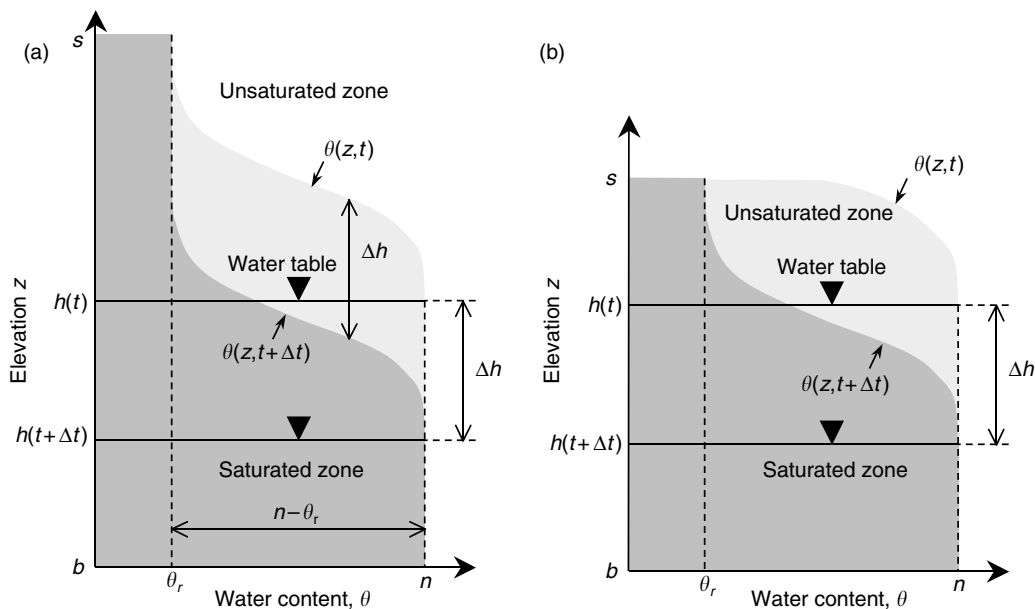 (a)
s
Unsaturated zone
θ(z,t)
Δh
Water table
h(t)
θ(z,t+Δt)
Δh
h(t+Δt)
Saturated zone
n−θr
b
θr
n
Elevation z
Water content, θ
(b)
s
θ(z,t)
Unsaturated zone
Water table
h(t)
θ(z,t+Δt)
Δh
h(t+Δt)
Saturated zone
b
θr
n
Elevation z
Water content, θ